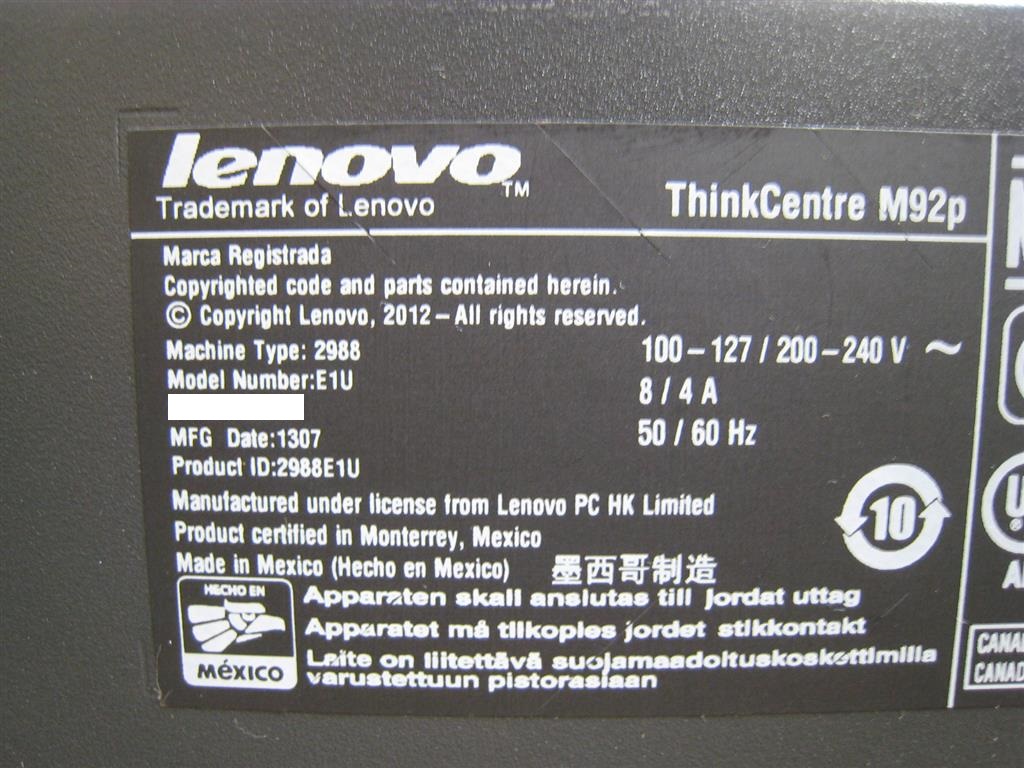 lenovo™
Trademark of Lenovo
ThinkCentre M92p
Marca Registrada
Copyrighted code and parts contained herein.
© Copyright Lenovo, 2012 – All rights reserved.
Machine Type: 2988
100 – 127 / 200 – 240 V ~
Model Number:E1U
8 / 4 A
MFG Date:1307
50 / 60 Hz
Product ID:2988E1U
Manufactured under license from Lenovo PC HK Limited
Product certified in Monterrey, Mexico
10
Made in Mexico (Hecho en Mexico) 墨西哥制造
HECHO EN
MÉXICO
Apparaten skall anslutas till jordat uttag
Apparatet må tilkoples jordet stikkontakt
Laite on liitettävä suojamaadoituskoskettimilla
varustettuun pistorasiaan